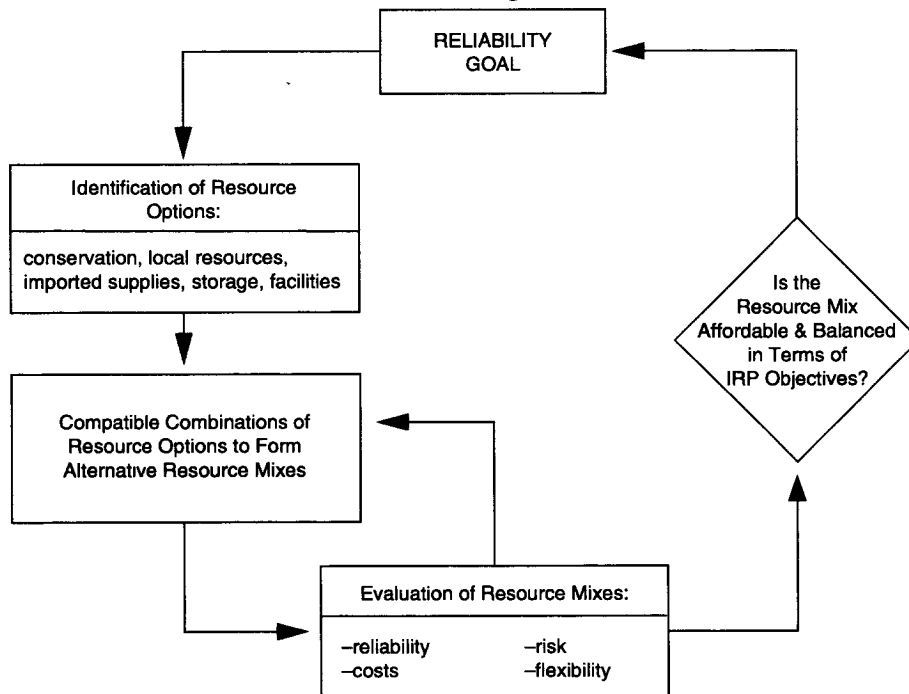 RELIABILITY
GOAL
Identification of Resource
Options:
conservation, local resources,
imported supplies, storage, facilities
Is the
Resource Mix
Affordable & Balanced
in Terms of
IRP Objectives?
Compatible Combinations of
Resource Options to Form
Alternative Resource Mixes
Evaluation of Resource Mixes:
–reliability –risk
–costs –flexibility